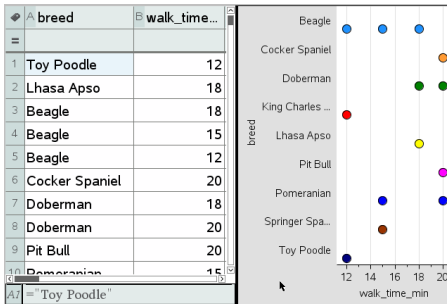 A breed B walk_time...
=
1 Toy Poodle 12
2 Lhasa Apso 18
3 Beagle 18
4 Beagle 15
5 Beagle 12
6 Cocker Spaniel 20
7 Doberman 18
8 Doberman 20
9 Pit Bull 20
10 Pomeranian 15
A1 ="Toy Poodle"
breed
Beagle
Cocker Spaniel
Doberman
King Charles ...
Lhasa Apso
Pit Bull
Pomeranian
Springer Spa...
Toy Poodle
12 14 16 18 20
walk_time_min